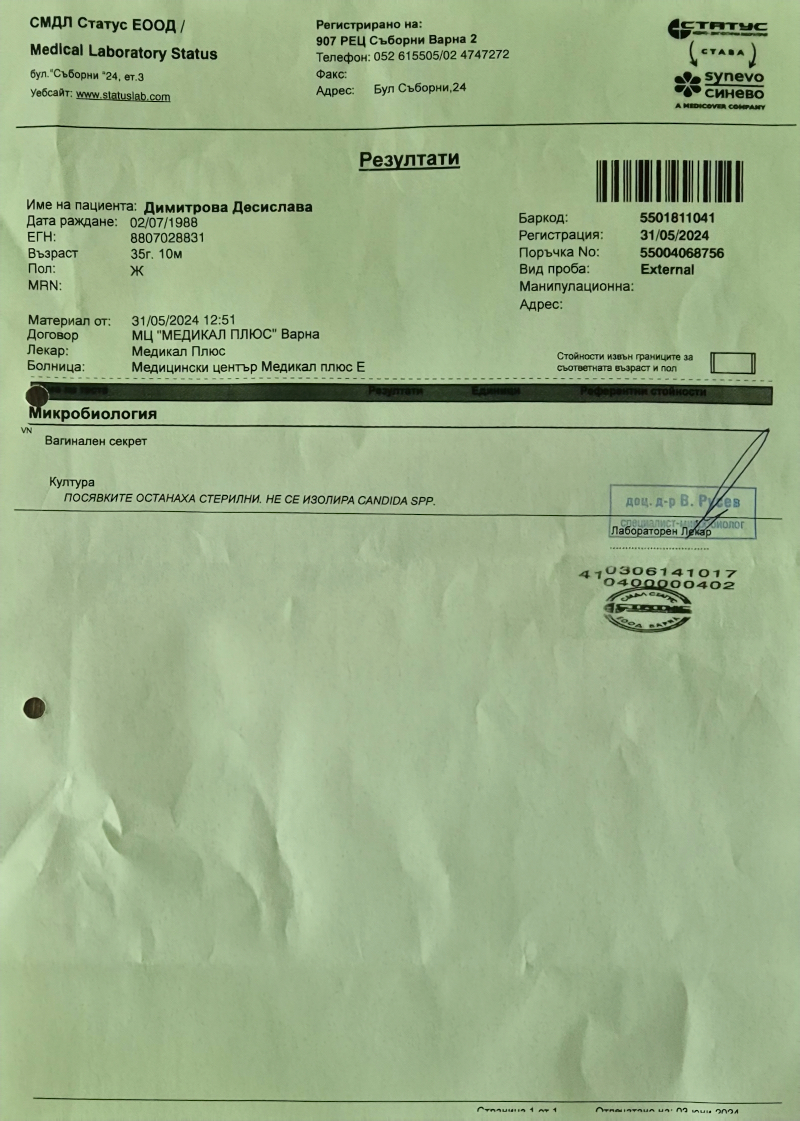 СМДЛ Статус ЕООД /
Medical Laboratory Status
бул."Съборни "24, ет.3
Уебсайт: www.statuslab.com
Регистрирано на:
907 РЕЦ Съборни Варна 2
Телефон: 052 615505/02 4747272
Факс:
Адрес: Бул Съборни,24
СТАТУС
СТАВА
synevo
синево
A MEDICOVER COMPANY
Резултати
Име на пациента: Димитрова Десислава
Дата раждане: 02/07/1988
ЕГН: 8807028831
Възраст 35г. 10м
Пол: Ж
MRN:
Баркод: 5501811041
Регистрация: 31/05/2024
Поръчка No: 55004068756
Вид проба: External
Манипулационна:
Адрес:
Материал от: 31/05/2024 12:51
Договор МЦ "МЕДИКАЛ ПЛЮС" Варна
Лекар: Медикал Плюс
Болница: Медицински център Медикал плюс Е
Стойности извън границите за
съответната възраст и пол
на теста Резултати Единици Референтни стойности
Микробиология
VN
Вагинален секрет
Култура
ПОСЯВКИТЕ ОСТАНАХА СТЕРИЛНИ. НЕ СЕ ИЗОЛИРА CANDIDA SPP.
доц. д-р В. Русев
специалист-микробиолог
Лабораторен Лекар
410306141017
0400000402
СТАТУС
ЕООД ВАРНА
Страница 1 от 1 Отпечатано на: 03 юни 2024